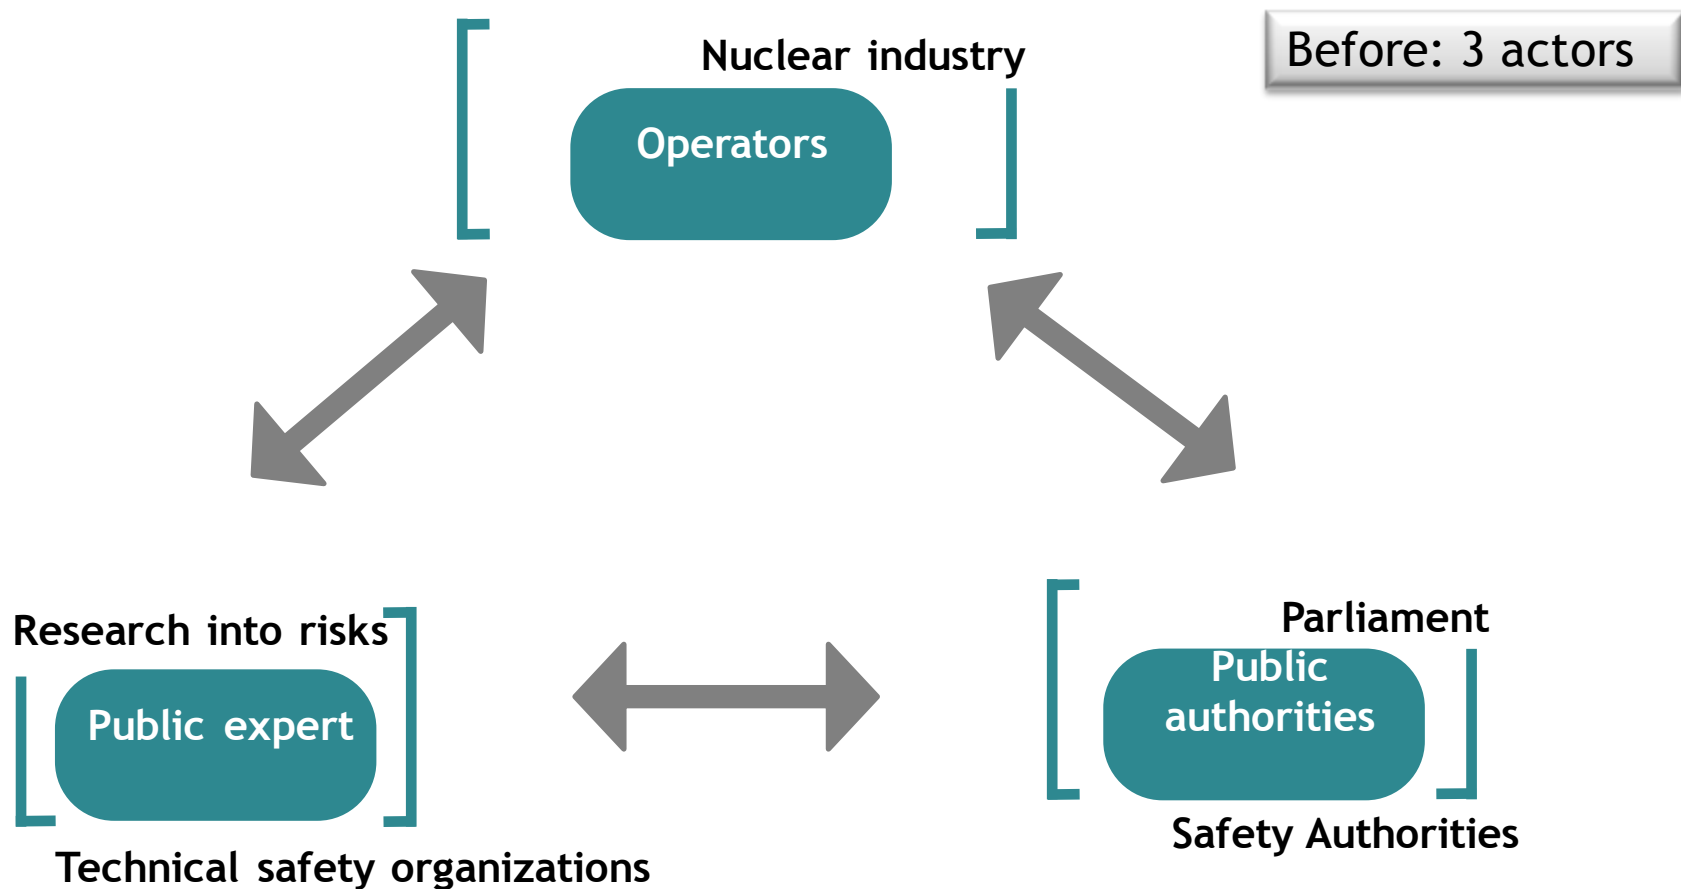 Before: 3 actors
Nuclear industry
Operators
Research into risks
Public expert
Technical safety organizations
Parliament
Public
authorities
Safety Authorities